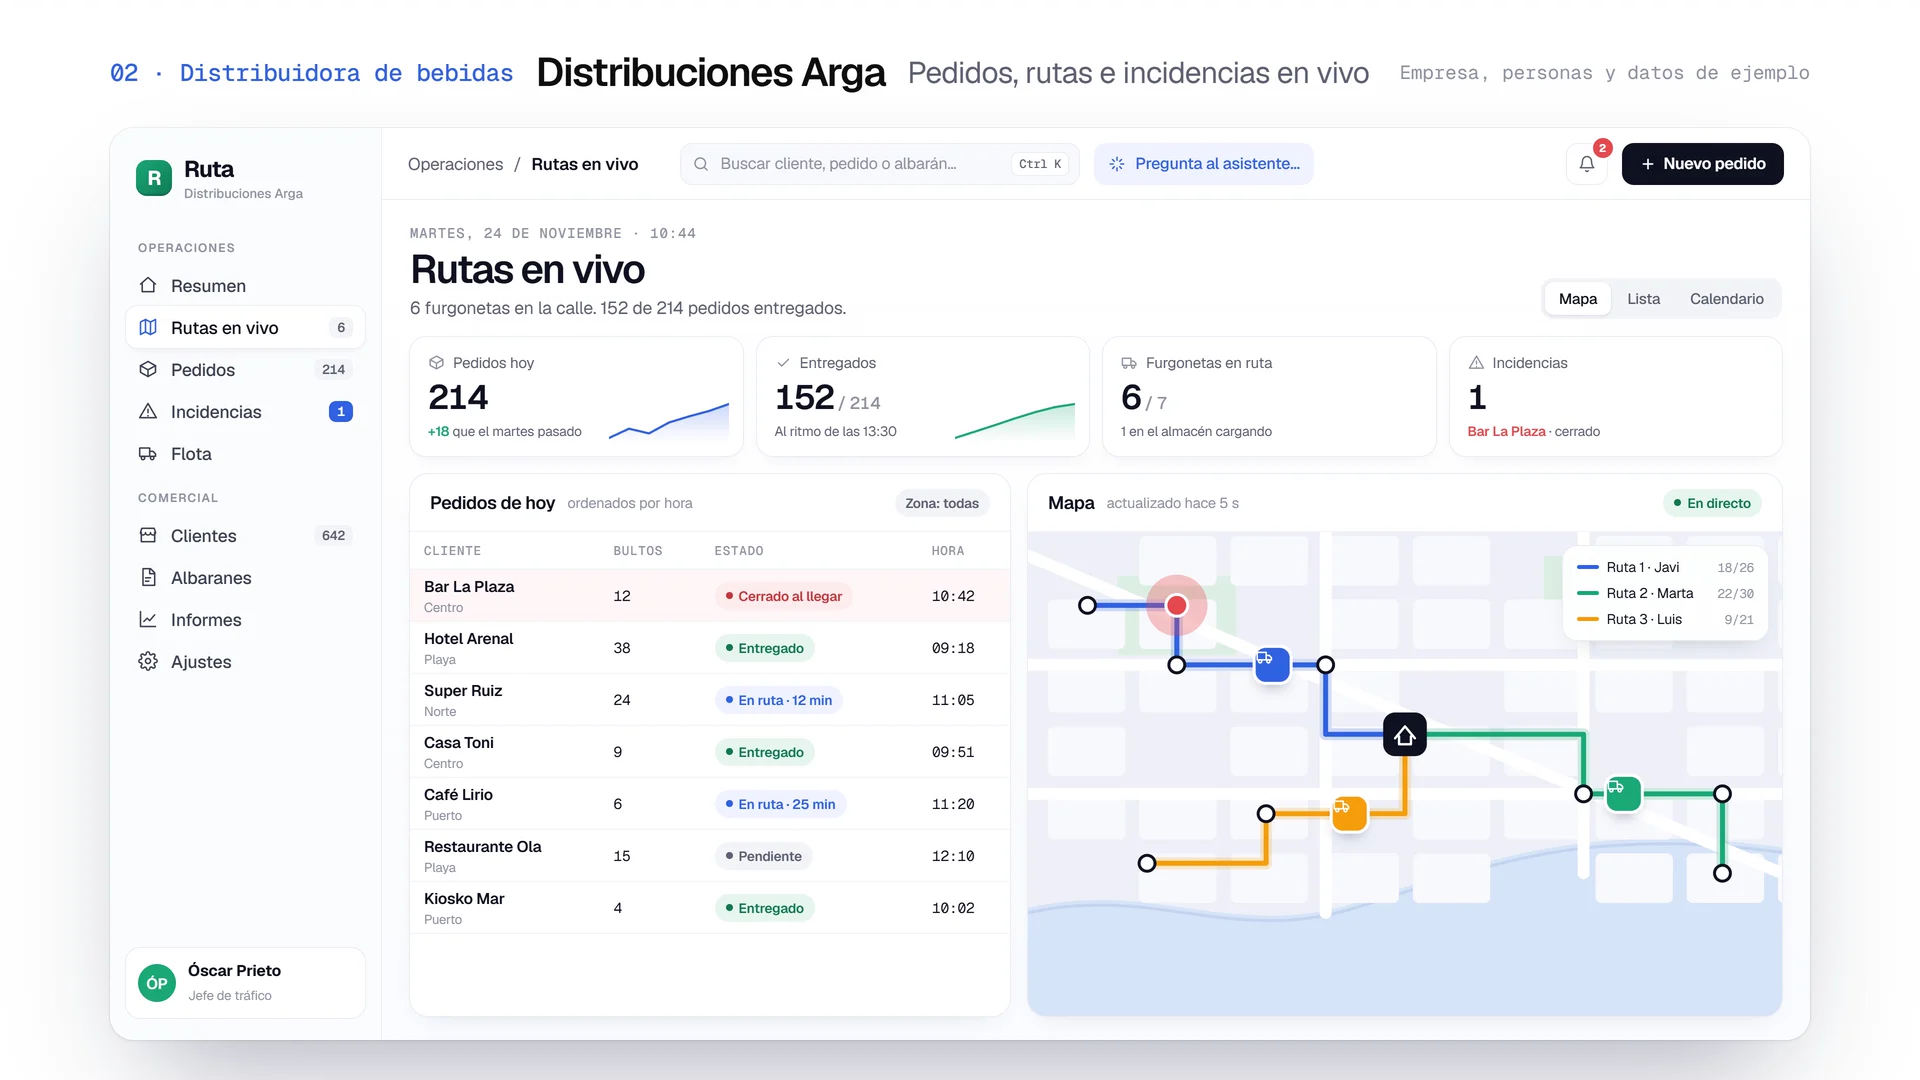 02 · Distribuidora de bebidas Distribuciones Arga Pedidos, rutas e incidencias en vivo Empresa, personas y datos de ejemplo
R Ruta
Distribuciones Arga
OPERACIONES
Resumen
Rutas en vivo 6
Pedidos 214
Incidencias 1
Flota
COMERCIAL
Clientes 642
Albaranes
Informes
Ajustes
ÓP Óscar Prieto
Jefe de tráfico
Operaciones / Rutas en vivo
Buscar cliente, pedido o albarán... Ctrl K
Pregunta al asistente...
2
+ Nuevo pedido
MARTES, 24 DE NOVIEMBRE · 10:44
Rutas en vivo
6 furgonetas en la calle. 152 de 214 pedidos entregados.
Mapa Lista Calendario
Pedidos hoy
214
+18 que el martes pasado
Entregados
152 / 214
Al ritmo de las 13:30
Furgonetas en ruta
6 / 7
1 en el almacén cargando
Incidencias
1
Bar La Plaza · cerrado
Pedidos de hoy ordenados por hora Zona: todas
CLIENTE BULTOS ESTADO HORA
Bar La Plaza 12 Cerrado al llegar 10:42
Centro
Hotel Arenal 38 Entregado 09:18
Playa
Super Ruiz 24 En ruta · 12 min 11:05
Norte
Casa Toni 9 Entregado 09:51
Centro
Café Lirio 6 En ruta · 25 min 11:20
Puerto
Restaurante Ola 15 Pendiente 12:10
Playa
Kiosko Mar 4 Entregado 10:02
Puerto
Mapa actualizado hace 5 s En directo
Ruta 1 · Javi 18/26
Ruta 2 · Marta 22/30
Ruta 3 · Luis 9/21